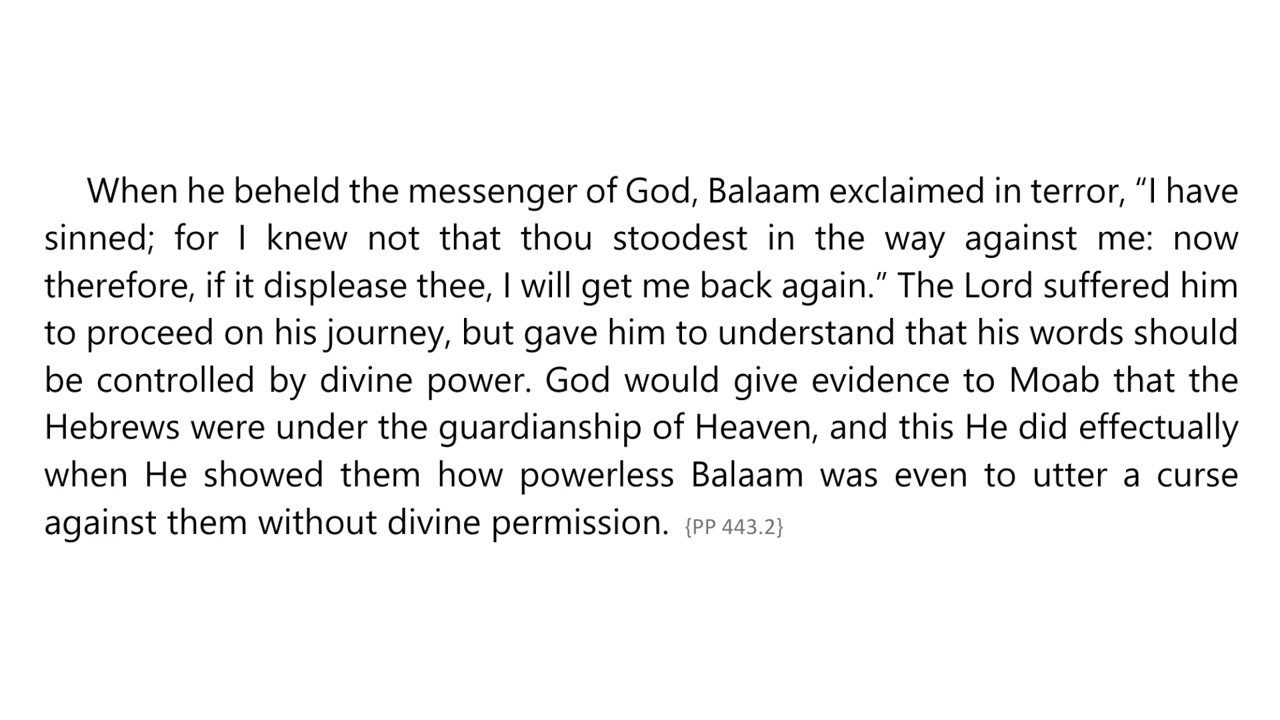 When he beheld the messenger of God, Balaam exclaimed in terror, “I have
sinned; for I knew not that thou stoodest in the way against me: now
therefore, if it displease thee, I will get me back again.” The Lord suffered him
to proceed on his journey, but gave him to understand that his words should
be controlled by divine power. God would give evidence to Moab that the
Hebrews were under the guardianship of Heaven, and this He did effectually
when He showed them how powerless Balaam was even to utter a curse
against them without divine permission. {PP 443.2}